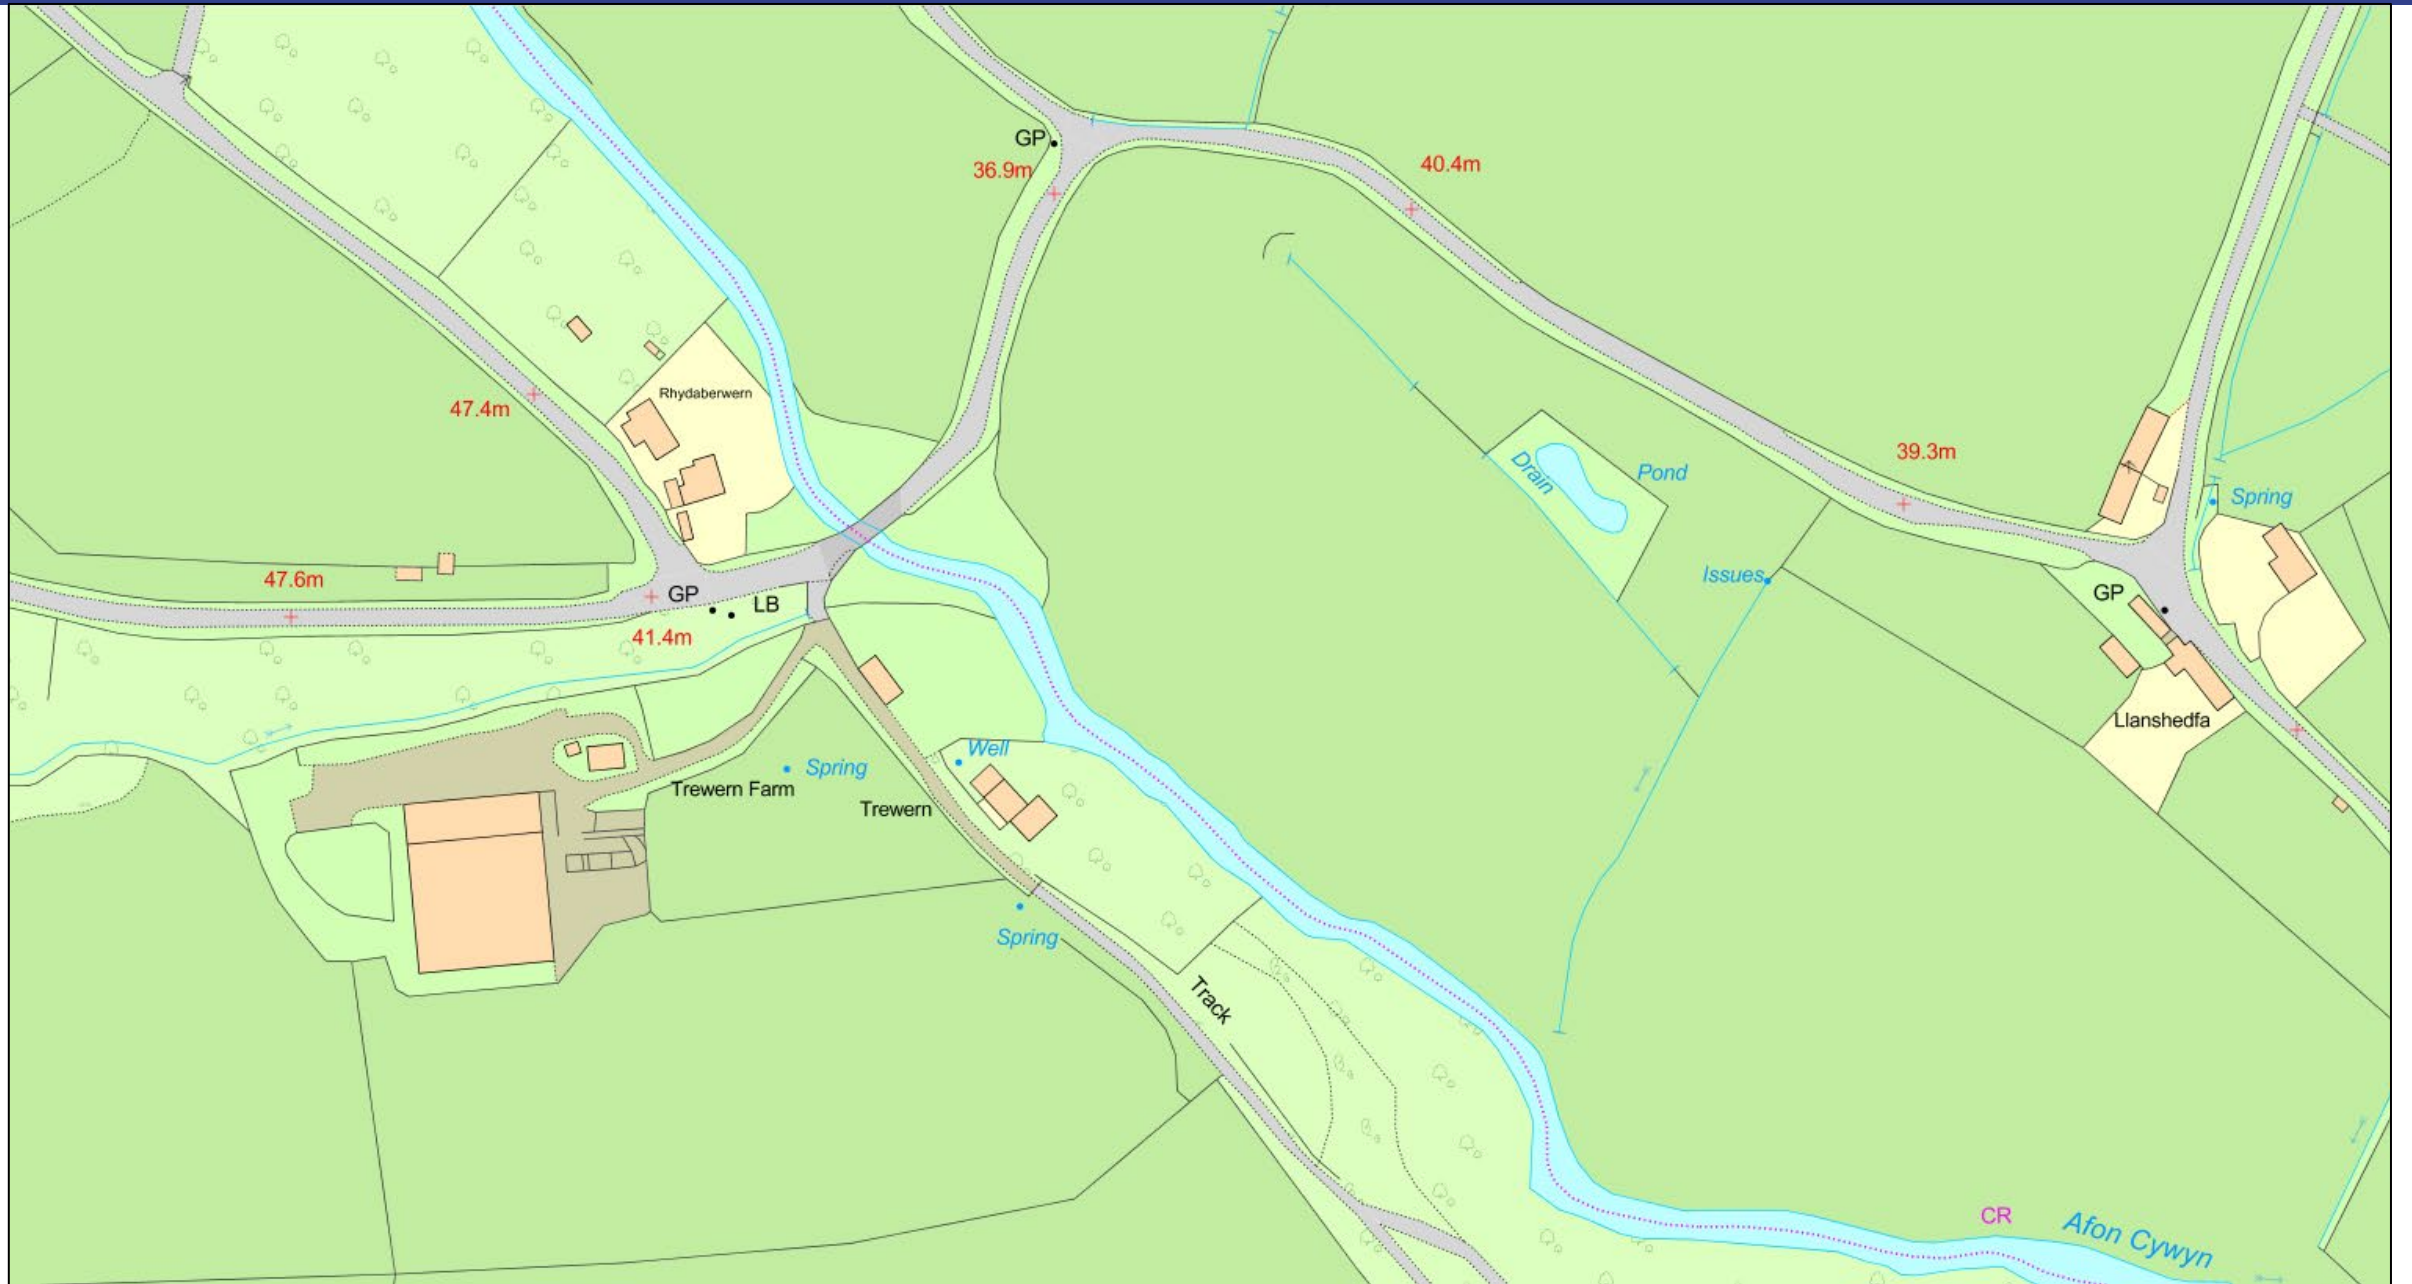 GP
36.9m
40.4m
Rhydaberwern
47.4m
39.3m
Drain
Pond
Spring
47.6m
GP
LB
Issues
GP
41.4m
Llanshedfa
Well
Spring
Trewern Farm
Trewern
Spring
Track
CR
Afon Cywyn